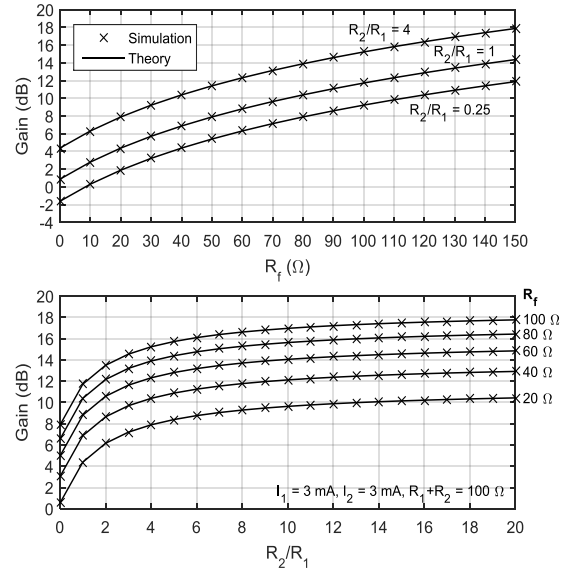 20
18
16
14
12
10
8
6
4
2
0
-2
-4
Gain (dB)
× Simulation
Theory
R2/R1 = 4
R2/R1 = 1
R2/R1 = 0.25
0 10 20 30 40 50 60 70 80 90 100 110 120 130 140 150
Rf (Ω)
20
18
16
14
12
10
8
6
4
2
0
Gain (dB)
Rf
100 Ω
80 Ω
60 Ω
40 Ω
20 Ω
I1 = 3 mA, I2 = 3 mA, R1+R2 = 100 Ω
0 2 4 6 8 10 12 14 16 18 20
R2/R1